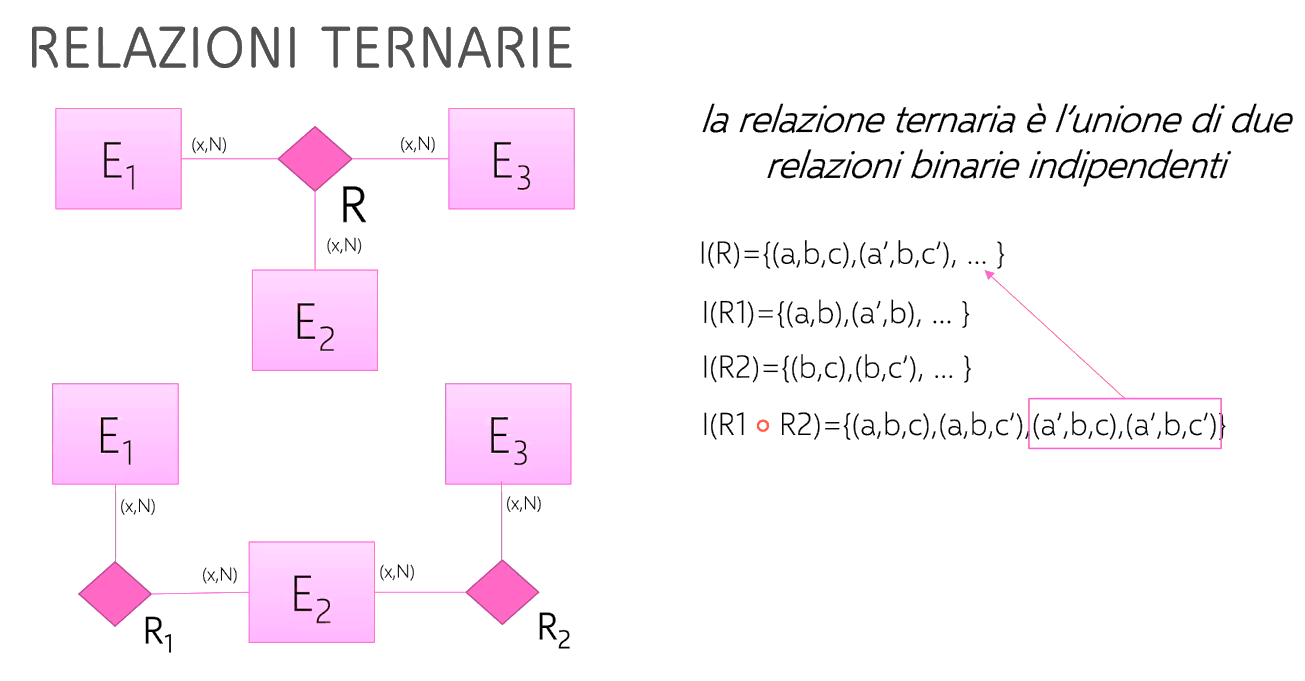 RELAZIONI TERNARIE
E1
(x,N)
(x,N)
E3
R
(x,N)
E2
E1
(x,N)
R1
(x,N)
E2
(x,N)
E3
(x,N)
R2
la relazione ternaria è l’unione di due
relazioni binarie indipendenti
I(R)={(a,b,c),(a’,b,c’), ... }
I(R1)={(a,b),(a’,b), ... }
I(R2)={(b,c),(b,c’), ... }
I(R1 ∘ R2)={(a,b,c),(a,b,c’),(a’,b,c),(a’,b,c’)}